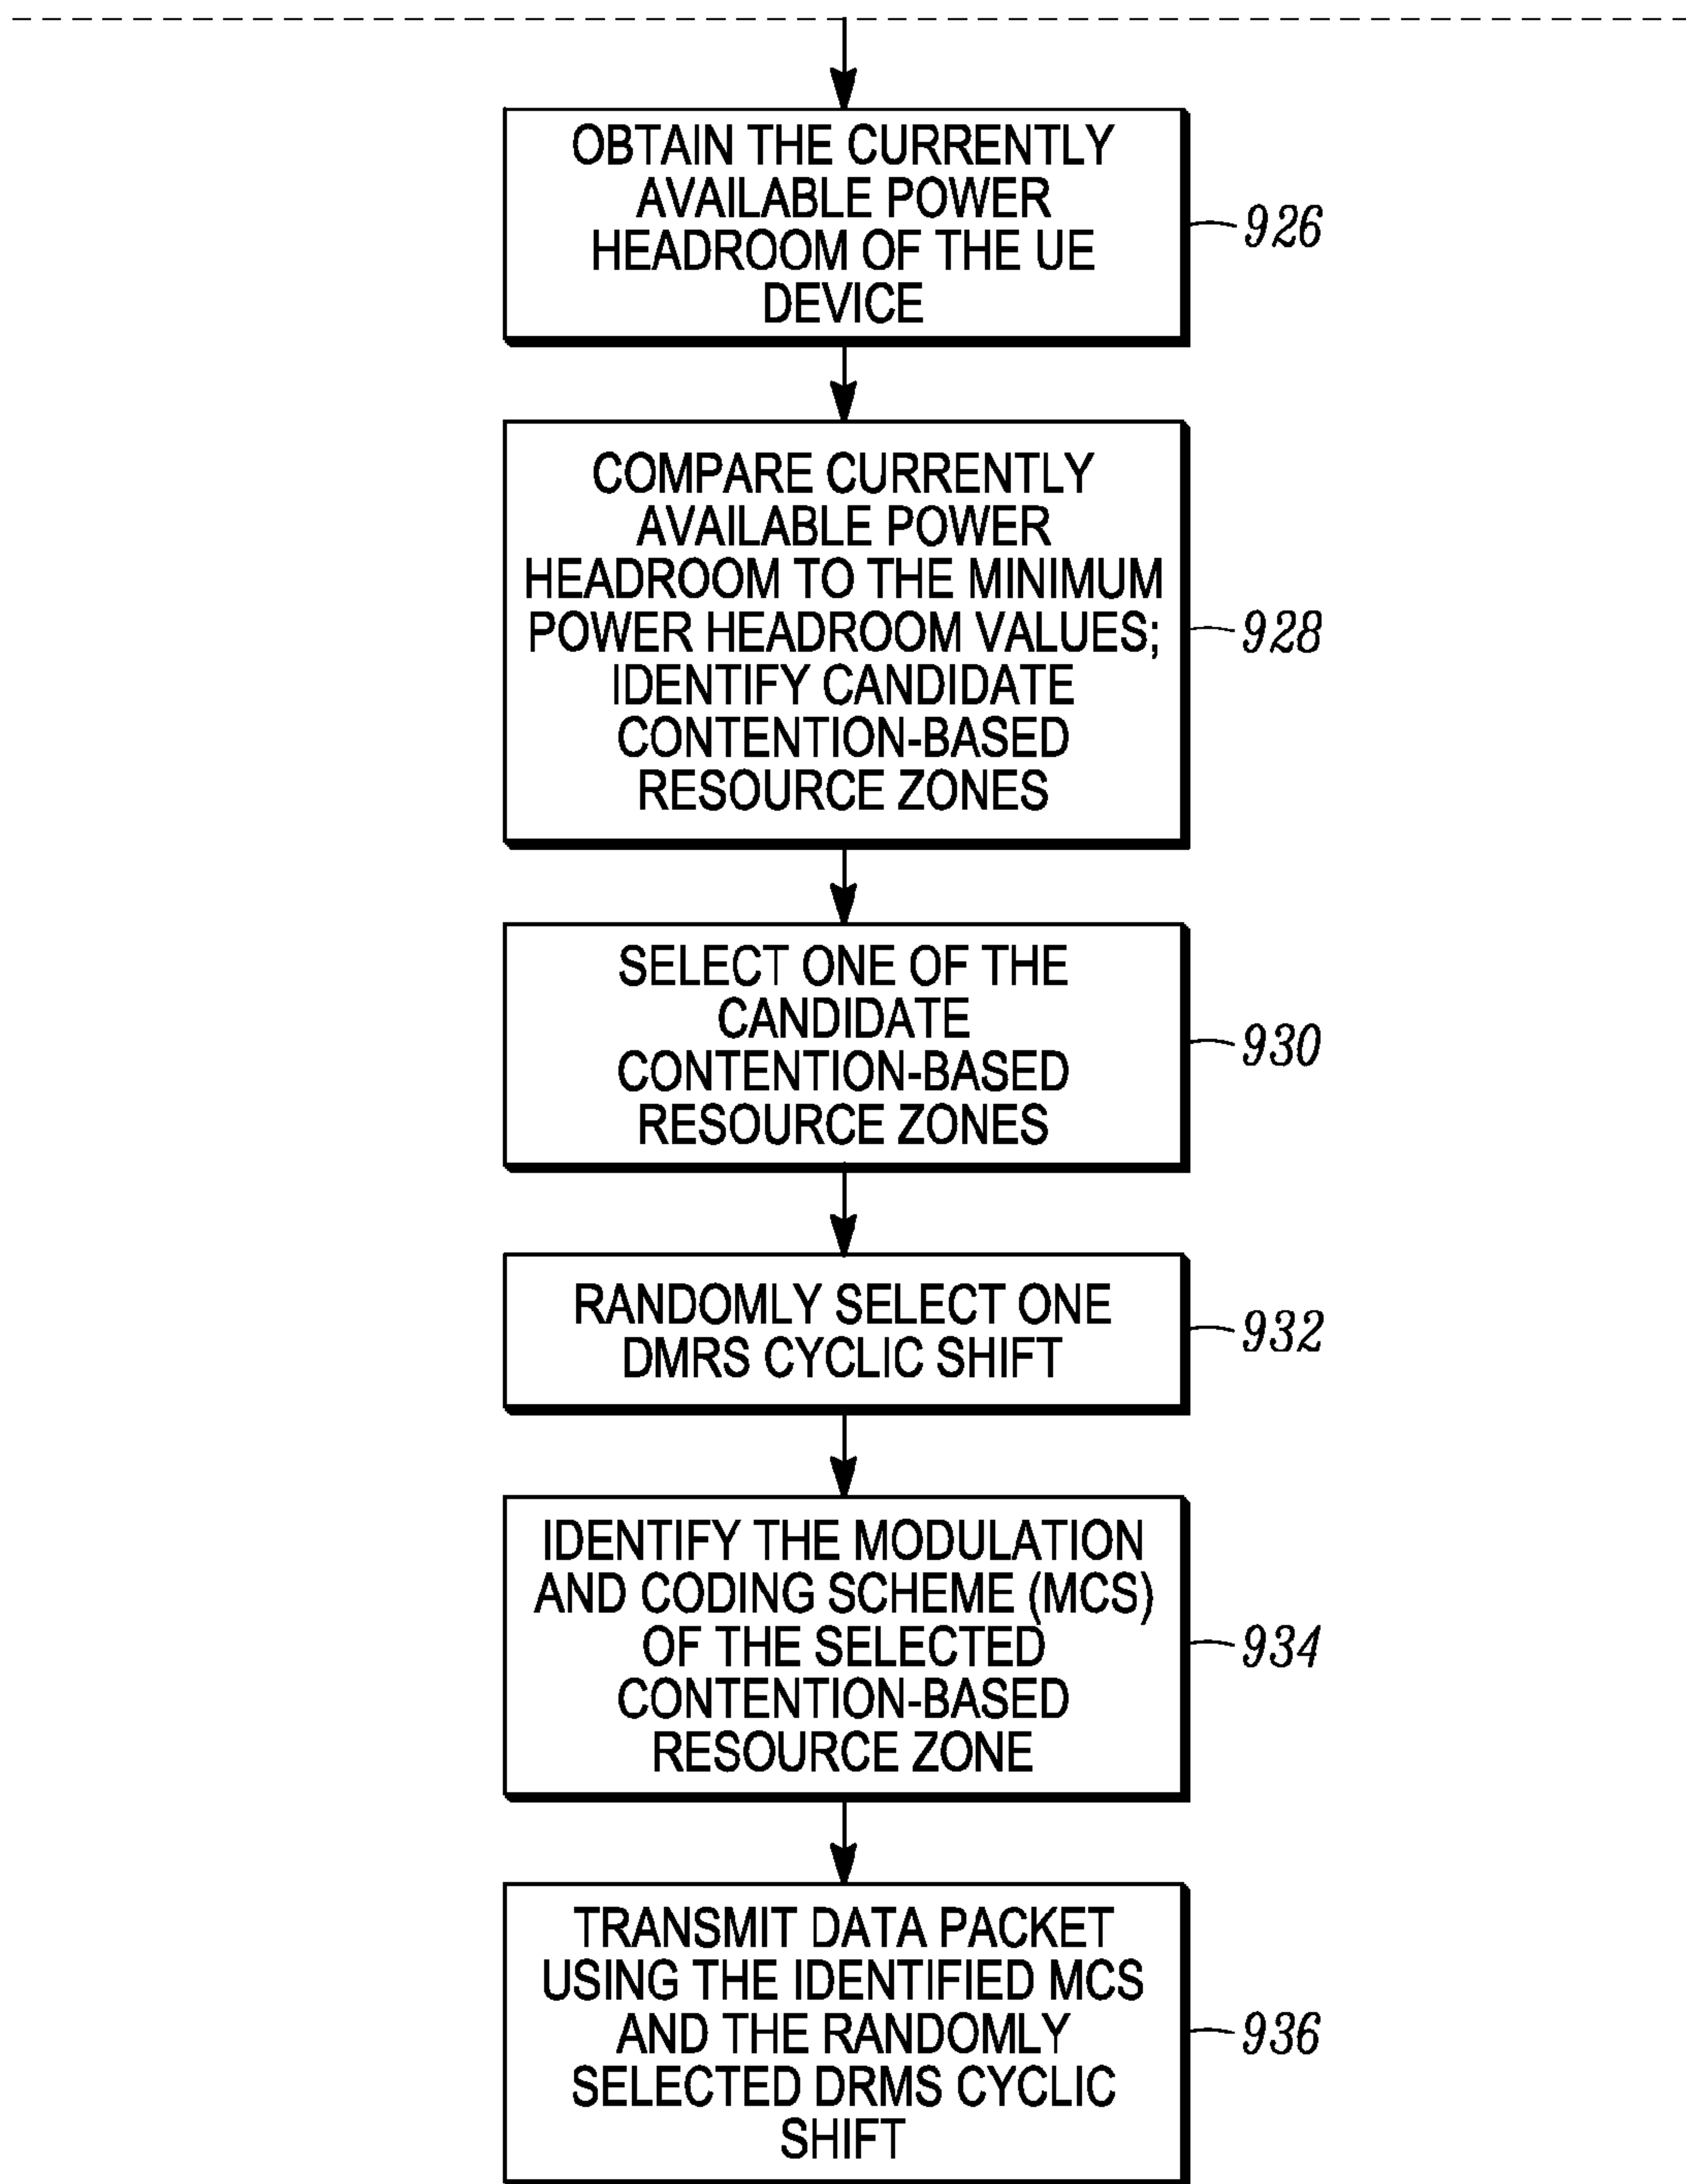 OBTAIN THE CURRENTLY
AVAILABLE POWER
HEADROOM OF THE UE
DEVICE
926
COMPARE CURRENTLY
AVAILABLE POWER
HEADROOM TO THE MINIMUM
POWER HEADROOM VALUES;
IDENTIFY CANDIDATE
CONTENTION-BASED
RESOURCE ZONES
928
SELECT ONE OF THE
CANDIDATE
CONTENTION-BASED
RESOURCE ZONES
930
RANDOMLY SELECT ONE
DMRS CYCLIC SHIFT
932
IDENTIFY THE MODULATION
AND CODING SCHEME (MCS)
OF THE SELECTED
CONTENTION-BASED
RESOURCE ZONE
934
TRANSMIT DATA PACKET
USING THE IDENTIFIED MCS
AND THE RANDOMLY
SELECTED DRMS CYCLIC
SHIFT
936